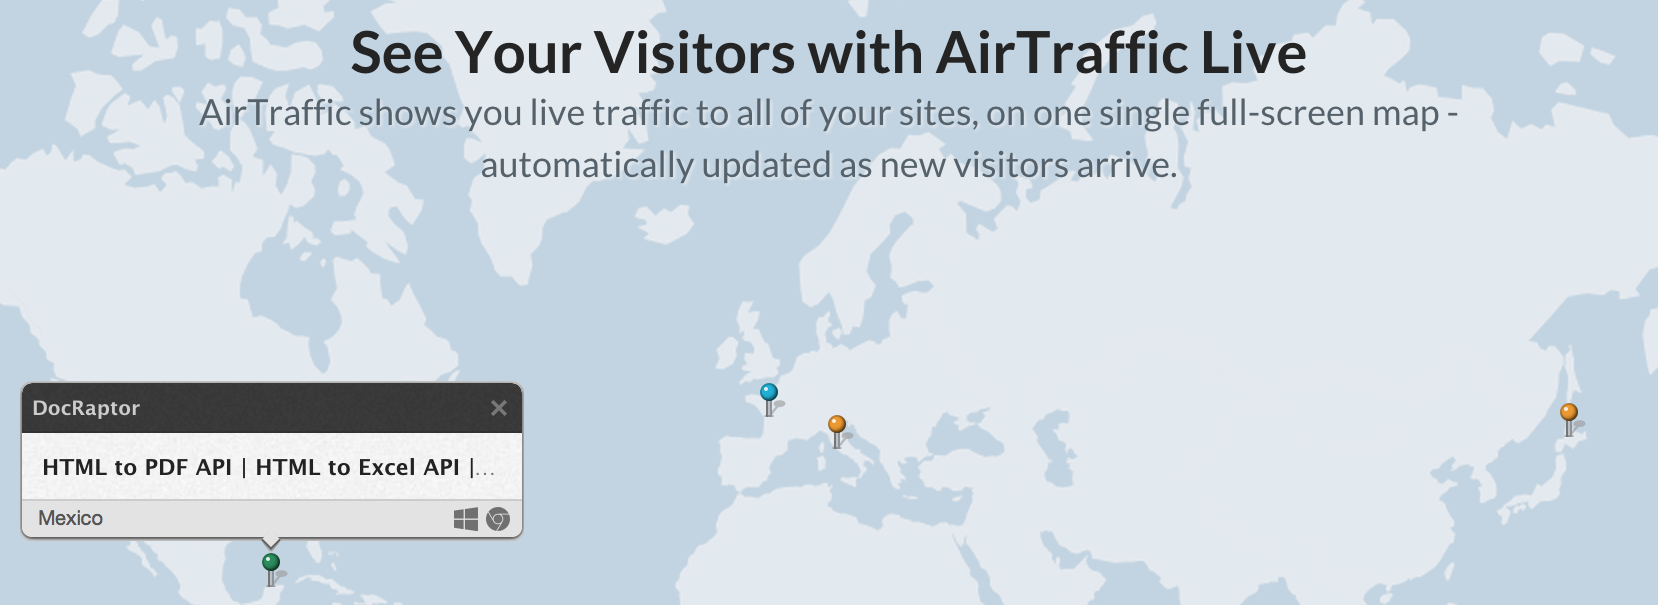 See Your Visitors with AirTraffic Live
AirTraffic shows you live traffic to all of your sites, on one single full-screen map -
automatically updated as new visitors arrive.
DocRaptor
HTML to PDF API | HTML to Excel API |...
Mexico